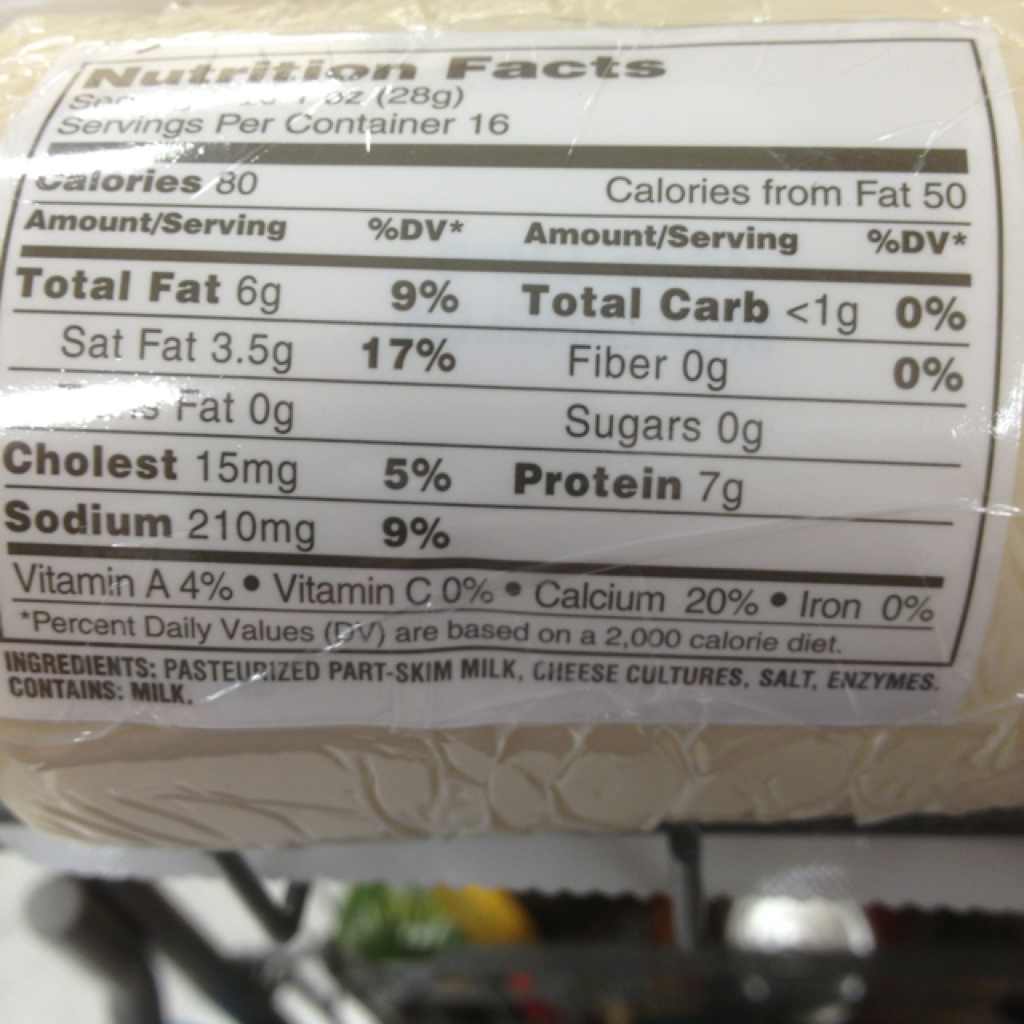 Nutrition Facts
1 oz (28g)
Servings Per Container 16
Calories 80 Calories from Fat 50
Amount/Serving %DV* Amount/Serving %DV*
Total Fat 6g 9% Total Carb <1g 0%
Sat Fat 3.5g 17% Fiber 0g 0%
Trans Fat 0g Sugars 0g
Cholest 15mg 5% Protein 7g
Sodium 210mg 9%
Vitamin A 4% • Vitamin C 0% • Calcium 20% • Iron 0%
*Percent Daily Values (DV) are based on a 2,000 calorie diet.
INGREDIENTS: PASTEURIZED PART-SKIM MILK, CHEESE CULTURES, SALT, ENZYMES.
CONTAINS: MILK.